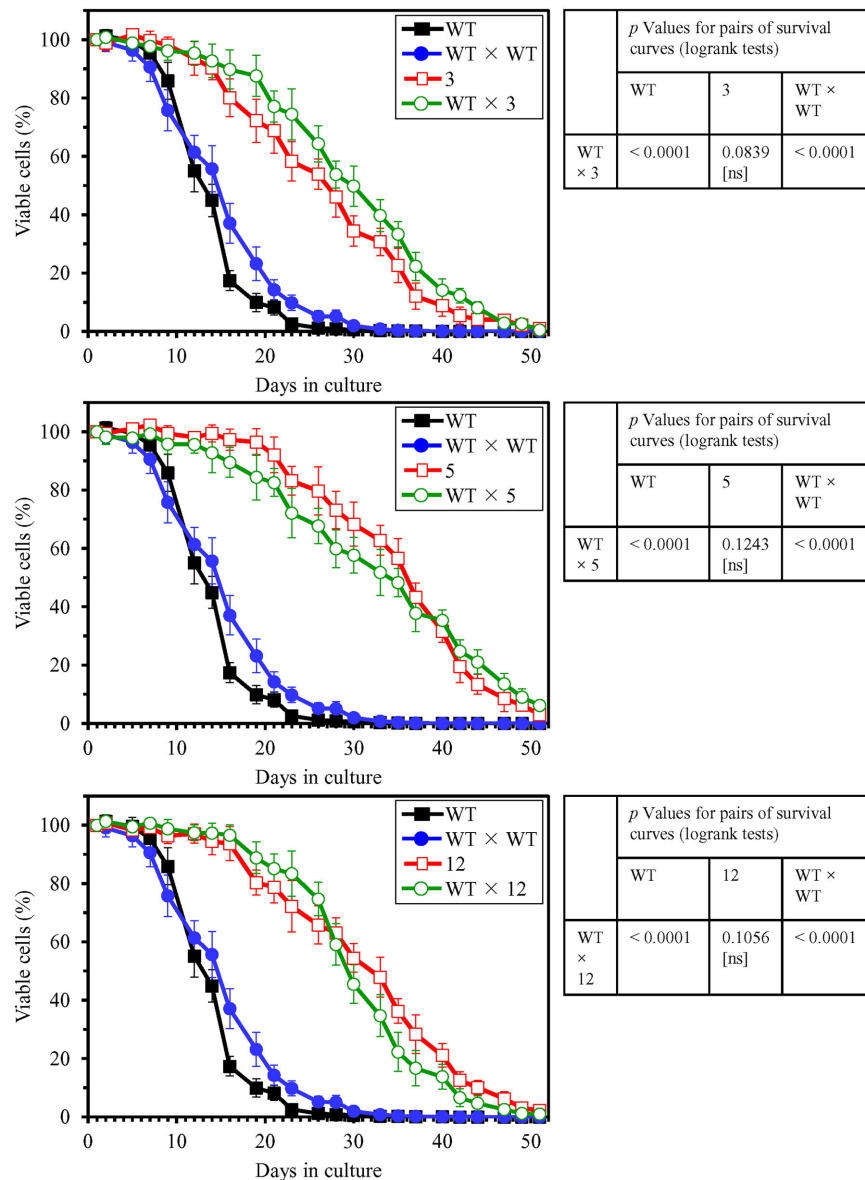 100
80
60
40
20
0
Viable cells (%)
WT
WT × WT
3
WT × 3
0 10 20 30 40 50
Days in culture
p Values for pairs of survival
curves (logrank tests)
WT 3 WT ×
WT
WT
× 3
< 0.0001 0.0839
[ns]
< 0.0001
100
80
60
40
20
0
Viable cells (%)
WT
WT × WT
5
WT × 5
0 10 20 30 40 50
Days in culture
p Values for pairs of survival
curves (logrank tests)
WT 5 WT ×
WT
WT
× 5
< 0.0001 0.1243
[ns]
< 0.0001
100
80
60
40
20
0
Viable cells (%)
WT
WT × WT
12
WT × 12
0 10 20 30 40 50
Days in culture
p Values for pairs of survival
curves (logrank tests)
WT 12 WT ×
WT
WT
×
12
< 0.0001 0.1056
[ns]
< 0.0001